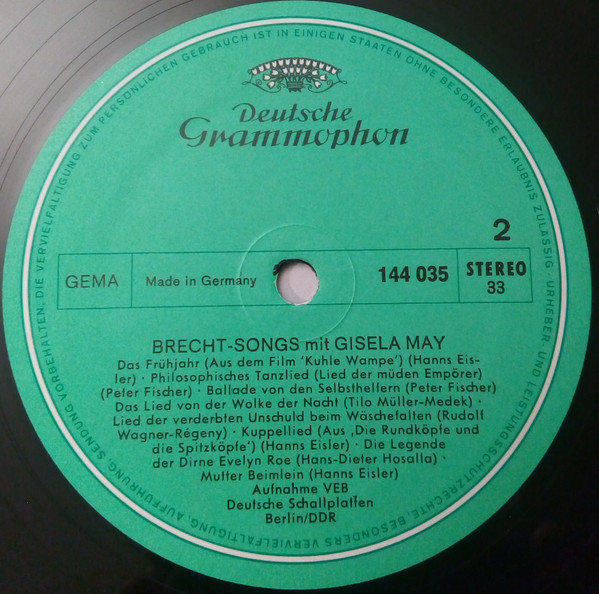 ALLE URHEBER- UND LEISTUNGSSCHUTZRECHTE, BESONDERS VERVIELFÄLTIGUNG, AUFFÜHRUNG, SENDUNG VORBEHALTEN. DIE VERVIELFÄLTIGUNG ZUM PERSÖNLICHEN GEBRAUCH IST IN EINIGEN STAATEN OHNE BESONDERE ERLAUBNIS ZULÄSSIG.
Deutsche
Grammophon
2
GEMA
Made in Germany
144 035
STEREO
33
BRECHT-SONGS mit GISELA MAY
Das Frühjahr (Aus dem Film ‘Kuhle Wampe’) (Hanns Eis-
ler) · Philosophisches Tanzlied (Lied der müden Empörer)
(Peter Fischer) · Ballade von den Selbsthelfern (Peter Fischer)
Das Lied von der Wolke der Nacht (Tilo Müller-Medek) ·
Lied der verderbten Unschuld beim Wäschefalten (Rudolf
Wagner-Régeny) · Kuppellied (Aus ‚Die Rundköpfe und
die Spitzköpfe’) (Hanns Eisler) · Die Legende
der Dirne Evelyn Roe (Hans-Dieter Hosalla) ·
Mutter Beimlein (Hanns Eisler)
Aufnahme VEB
Deutsche Schallplatten
Berlin/DDR